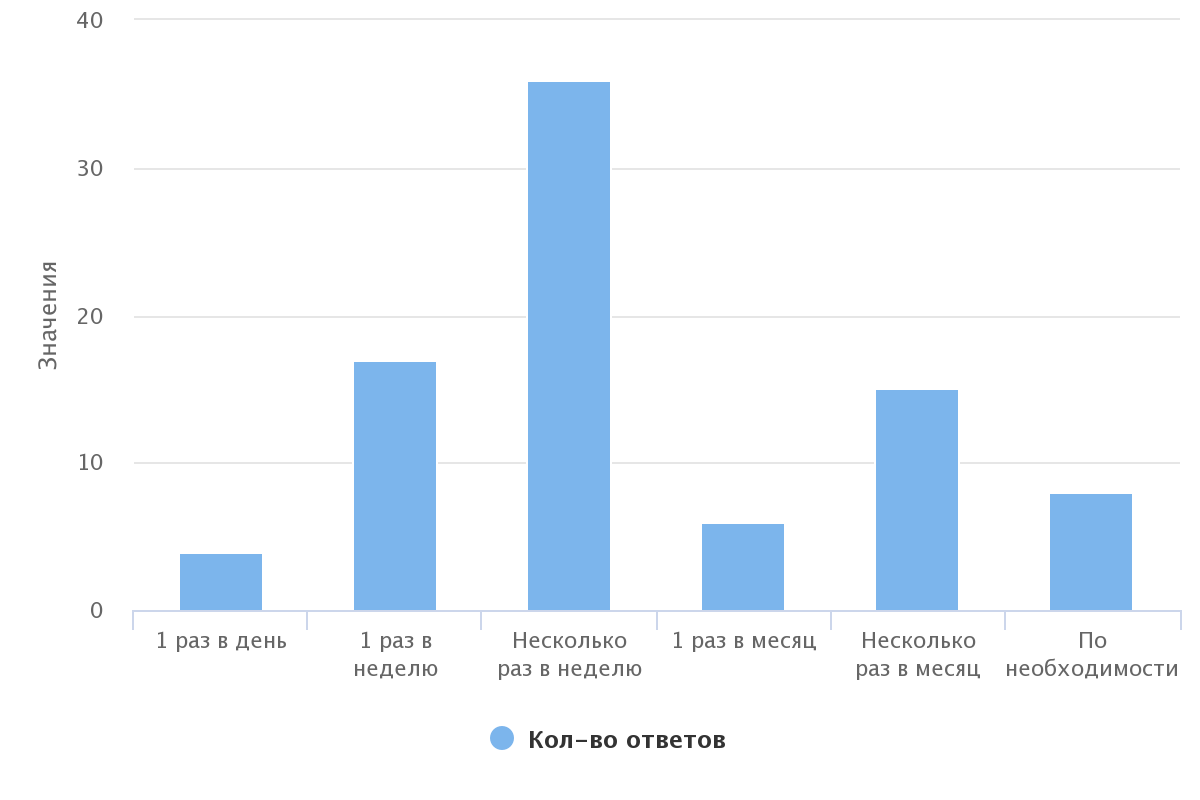 40
30
20
10
0
Значения
1 раз в день
1 раз в
неделю
Несколько
раз в неделю
1 раз в месяц
Несколько
раз в месяц
По
необходимости
Кол-во ответов